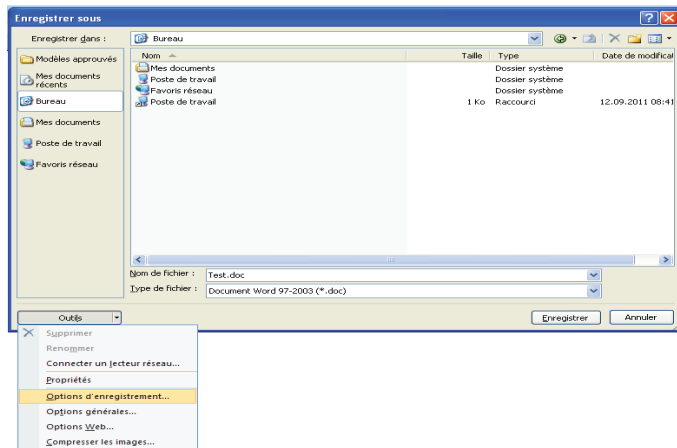 Enregistrer sous
Enregistrer dans : Bureau
Modèles approuvés
Mes documents récents
Bureau
Mes documents
Poste de travail
Favoris réseau
Nom Taille Type Date de modificat
Mes documents Dossier système
Poste de travail Dossier système
Favoris réseau Dossier système
Poste de travail 1 Ko Raccourci 12.09.2011 08:41
Nom de fichier : Test.doc
Type de fichier : Document Word 97-2003 (*.doc)
Outils Enregistrer Annuler
Supprimer
Renommer
Connecter un lecteur réseau...
Propriétés
Options d'enregistrement...
Options générales...
Options Web...
Compresser les images...